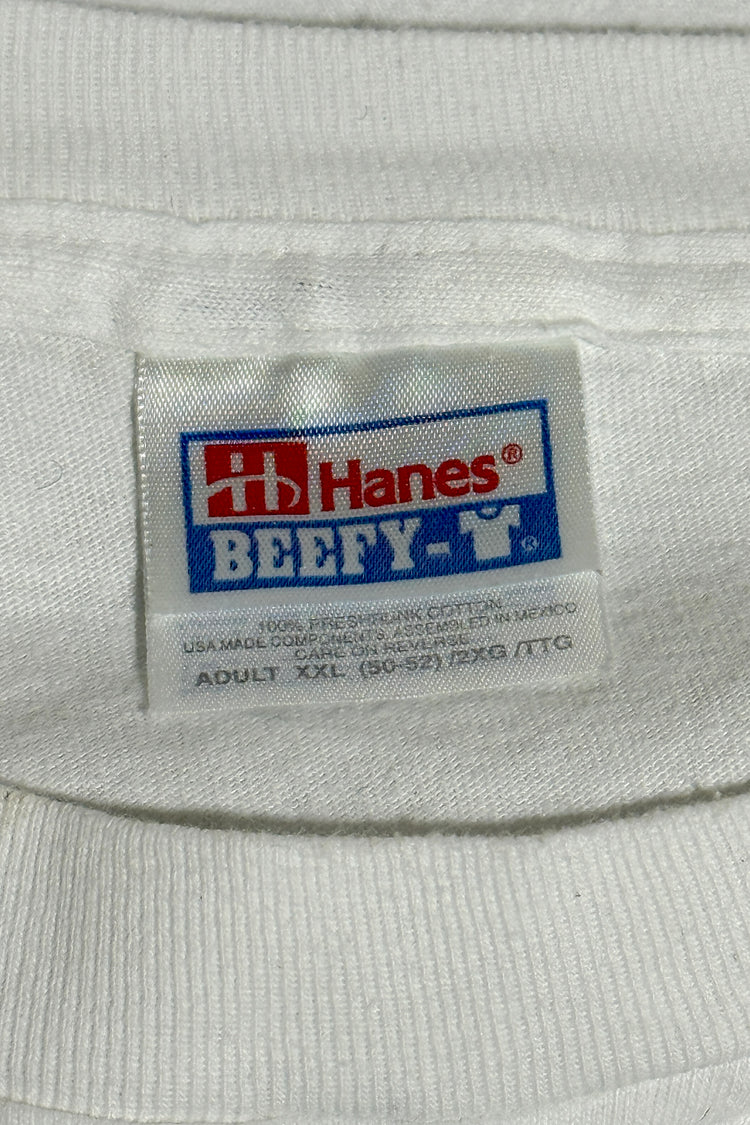 H Hanes®
BEEFY-T®
100% PRESHRUNK COTTON
USA MADE COMPONENTS, ASSEMBLED IN MEXICO
CARE ON REVERSE
ADULT XXL (50-52) /2XG /TTG